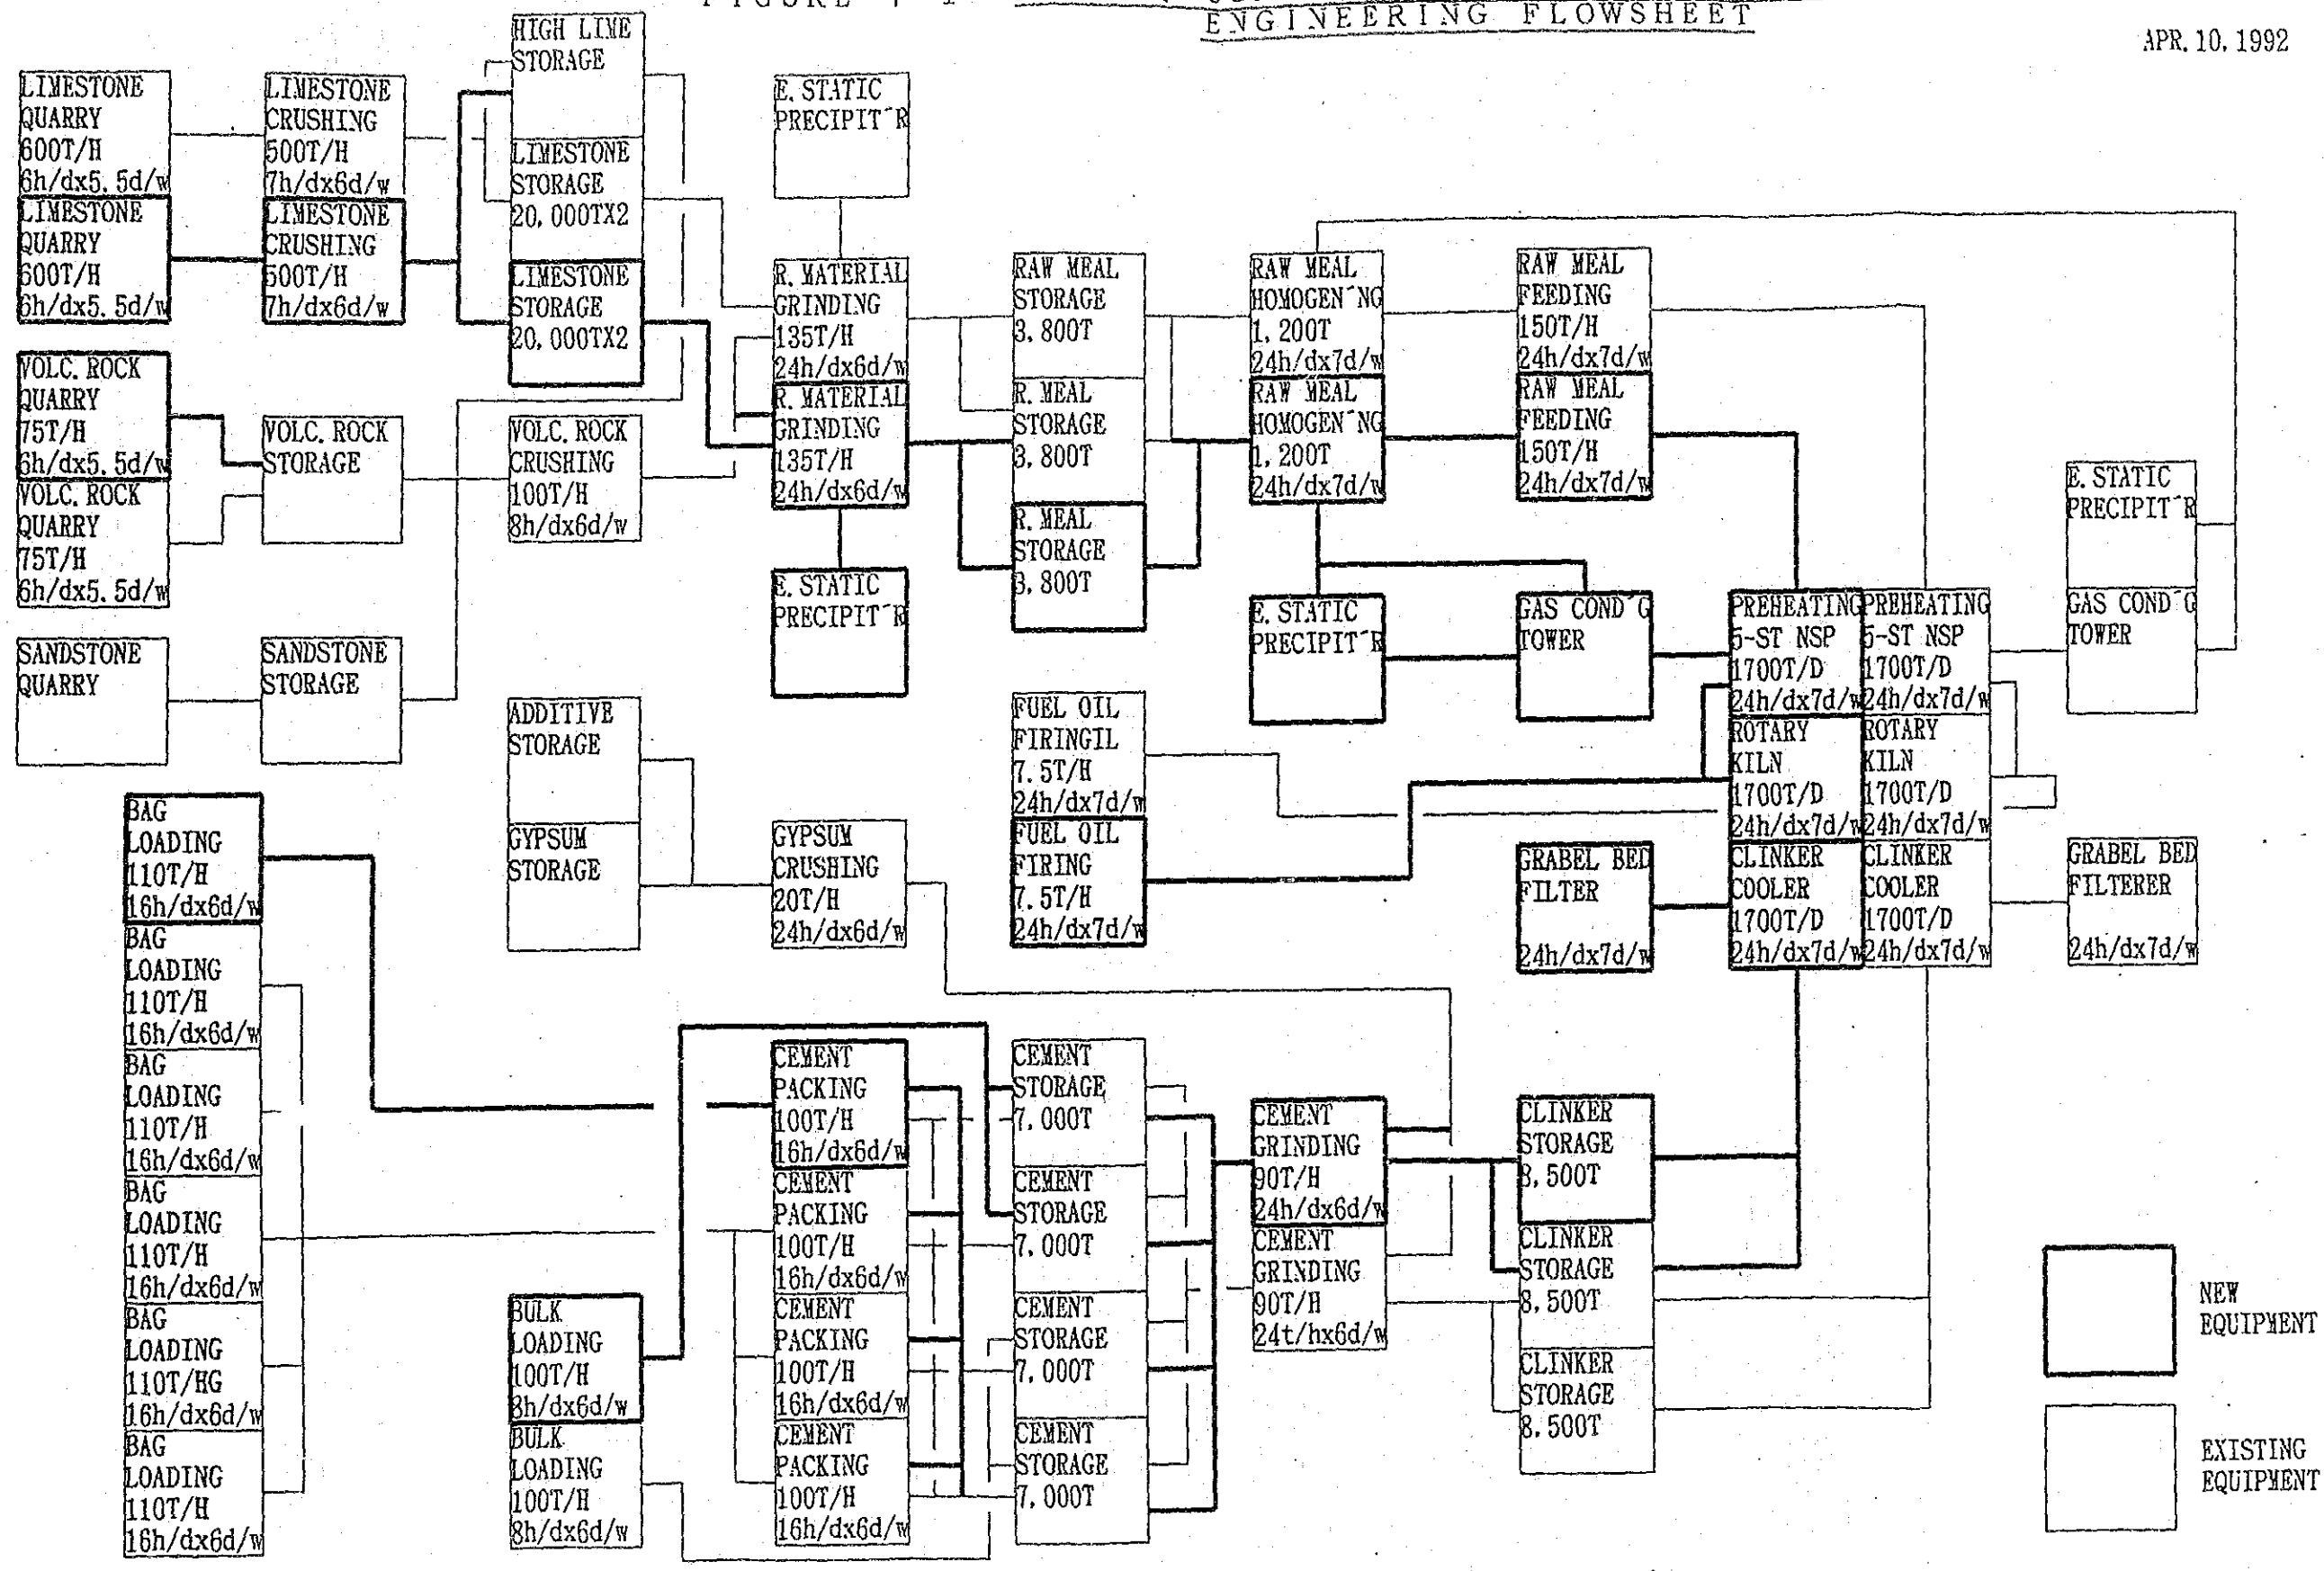 FIGURE
ENGINEERING FLOWSHEET
APR. 10, 1992
HIGH LIME
STORAGE
LIMESTONE
QUARRY
600T/H
6h/dx5.5d/w
LIMESTONE
CRUSHING
500T/H
7h/dx6d/w
LIMESTONE
STORAGE
20,000TX2
E. STATIC
PRECIPIT´R
LIMESTONE
QUARRY
600T/H
6h/dx5.5d/w
LIMESTONE
CRUSHING
500T/H
7h/dx6d/w
LIMESTONE
STORAGE
20,000TX2
R. MATERIAL
GRINDING
135T/H
24h/dx6d/w
RAW MEAL
STORAGE
3,800T
RAW MEAL
HOMOGEN´NG
1,200T
24h/dx7d/w
RAW MEAL
FEEDING
150T/H
24h/dx7d/w
VOLC. ROCK
QUARRY
75T/H
6h/dx5.5d/w
VOLC. ROCK
STORAGE
VOLC. ROCK
CRUSHING
100T/H
8h/dx6d/w
R. MATERIAL
GRINDING
135T/H
24h/dx6d/w
R. MEAL
STORAGE
3,800T
RAW MEAL
HOMOGEN´NG
1,200T
24h/dx7d/w
RAW MEAL
FEEDING
150T/H
24h/dx7d/w
E. STATIC
PRECIPIT´R
VOLC. ROCK
QUARRY
75T/H
6h/dx5.5d/w
E. STATIC
PRECIPIT´R
R. MEAL
STORAGE
3,800T
E. STATIC
PRECIPIT´R
GAS COND´G
TOWER
PREHEATING
5-ST NSP
1700T/D
24h/dx7d/w
PREHEATING
5-ST NSP
1700T/D
24h/dx7d/w
GAS COND´G
TOWER
SANDSTONE
QUARRY
SANDSTONE
STORAGE
ADDITIVE
STORAGE
FUEL OIL
FIRINGIL
7.5T/H
24h/dx7d/w
ROTARY
KILN
1700T/D
24h/dx7d/w
ROTARY
KILN
1700T/D
24h/dx7d/w
BAG
LOADING
110T/H
16h/dx6d/w
GYPSUM
STORAGE
GYPSUM
CRUSHING
20T/H
24h/dx6d/w
FUEL OIL
FIRING
7.5T/H
24h/dx7d/w
GRABEL BED
FILTER
24h/dx7d/w
CLINKER
COOLER
1700T/D
24h/dx7d/w
CLINKER
COOLER
1700T/D
24h/dx7d/w
GRABEL BED
FILTERER
24h/dx7d/w
BAG
LOADING
110T/H
16h/dx6d/w
BAG
LOADING
110T/H
16h/dx6d/w
CEMENT
PACKING
100T/H
16h/dx6d/w
CEMENT
STORAGE
7,000T
CEMENT
GRINDING
90T/H
24h/dx6d/w
CLINKER
STORAGE
8,500T
BAG
LOADING
110T/H
16h/dx6d/w
CEMENT
PACKING
100T/H
16h/dx6d/w
CEMENT
STORAGE
7,000T
CEMENT
GRINDING
90T/H
24t/hx6d/w
CLINKER
STORAGE
8,500T
BAG
LOADING
110T/HG
16h/dx6d/w
BULK
LOADING
100T/H
8h/dx6d/w
CEMENT
PACKING
100T/H
16h/dx6d/w
CEMENT
STORAGE
7,000T
CLINKER
STORAGE
8,500T
BAG
LOADING
110T/H
16h/dx6d/w
BULK
LOADING
100T/H
8h/dx6d/w
CEMENT
PACKING
100T/H
16h/dx6d/w
CEMENT
STORAGE
7,000T
NEW
EQUIPMENT
EXISTING
EQUIPMENT